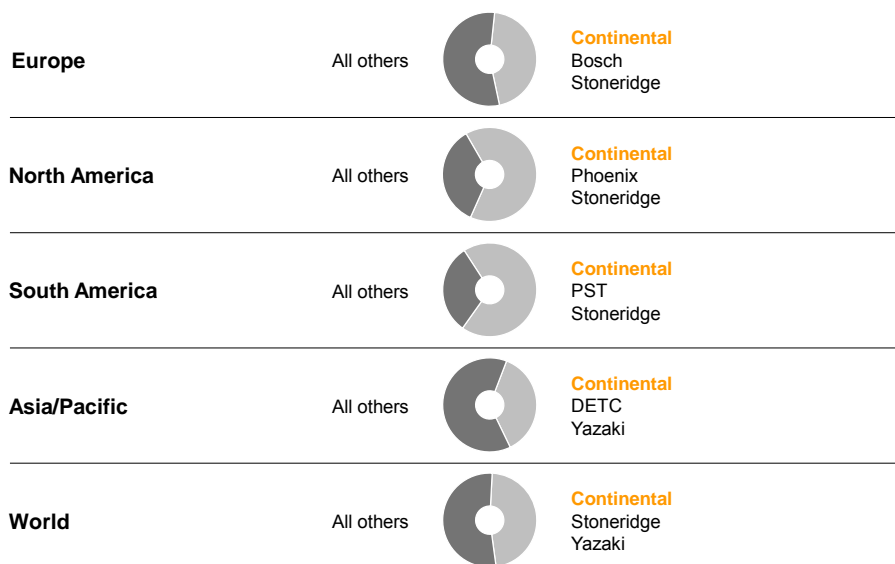 Europe
All others
Continental
Bosch
Stoneridge
North America
All others
Continental
Phoenix
Stoneridge
South America
All others
Continental
PST
Stoneridge
Asia/Pacific
All others
Continental
DETC
Yazaki
World
All others
Continental
Stoneridge
Yazaki